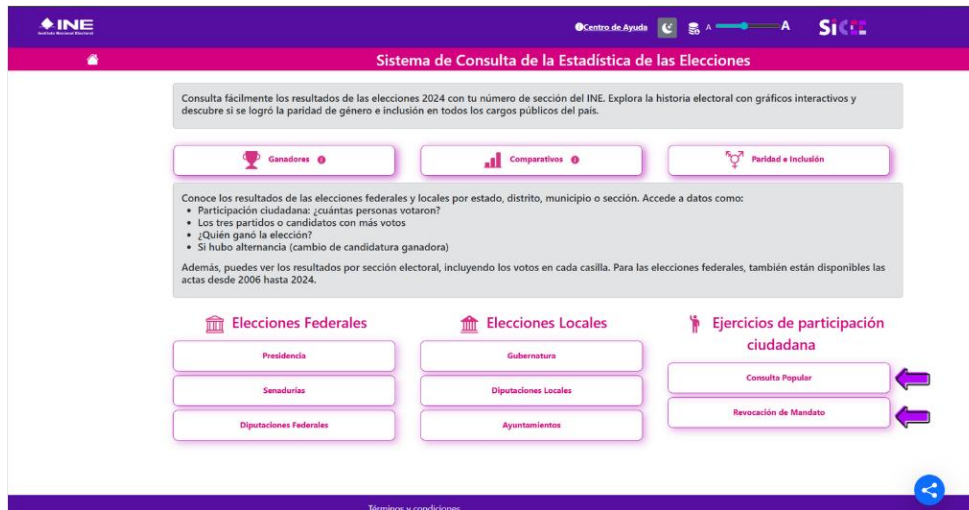 INE
Instituto Nacional Electoral
Centro de Ayuda
A
A
Sistema de Consulta de la Estadística de las Elecciones
Consulta fácilmente los resultados de las elecciones 2024 con tu número de sección del INE. Explora la historia electoral con gráficos interactivos y
descubre si se logró la paridad de género e inclusión en todos los cargos públicos del país.
Ganadores
Comparativos
Paridad e Inclusión
Conoce los resultados de las elecciones federales y locales por estado, distrito, municipio o sección. Accede a datos como:
• Participación ciudadana: ¿cuántas personas votaron?
• Los tres partidos o candidatos con más votos
• ¿Quién ganó la elección?
• Si hubo alternancia (cambio de candidatura ganadora)
Además, puedes ver los resultados por sección electoral, incluyendo los votos en cada casilla. Para las elecciones federales, también están disponibles las
actas desde 2006 hasta 2024.
Elecciones Federales
Presidencia
Senadurías
Diputaciones Federales
Elecciones Locales
Gubernatura
Diputaciones Locales
Ayuntamientos
Ejercicios de participación
ciudadana
Consulta Popular
Revocación de Mandato
Términos y condiciones